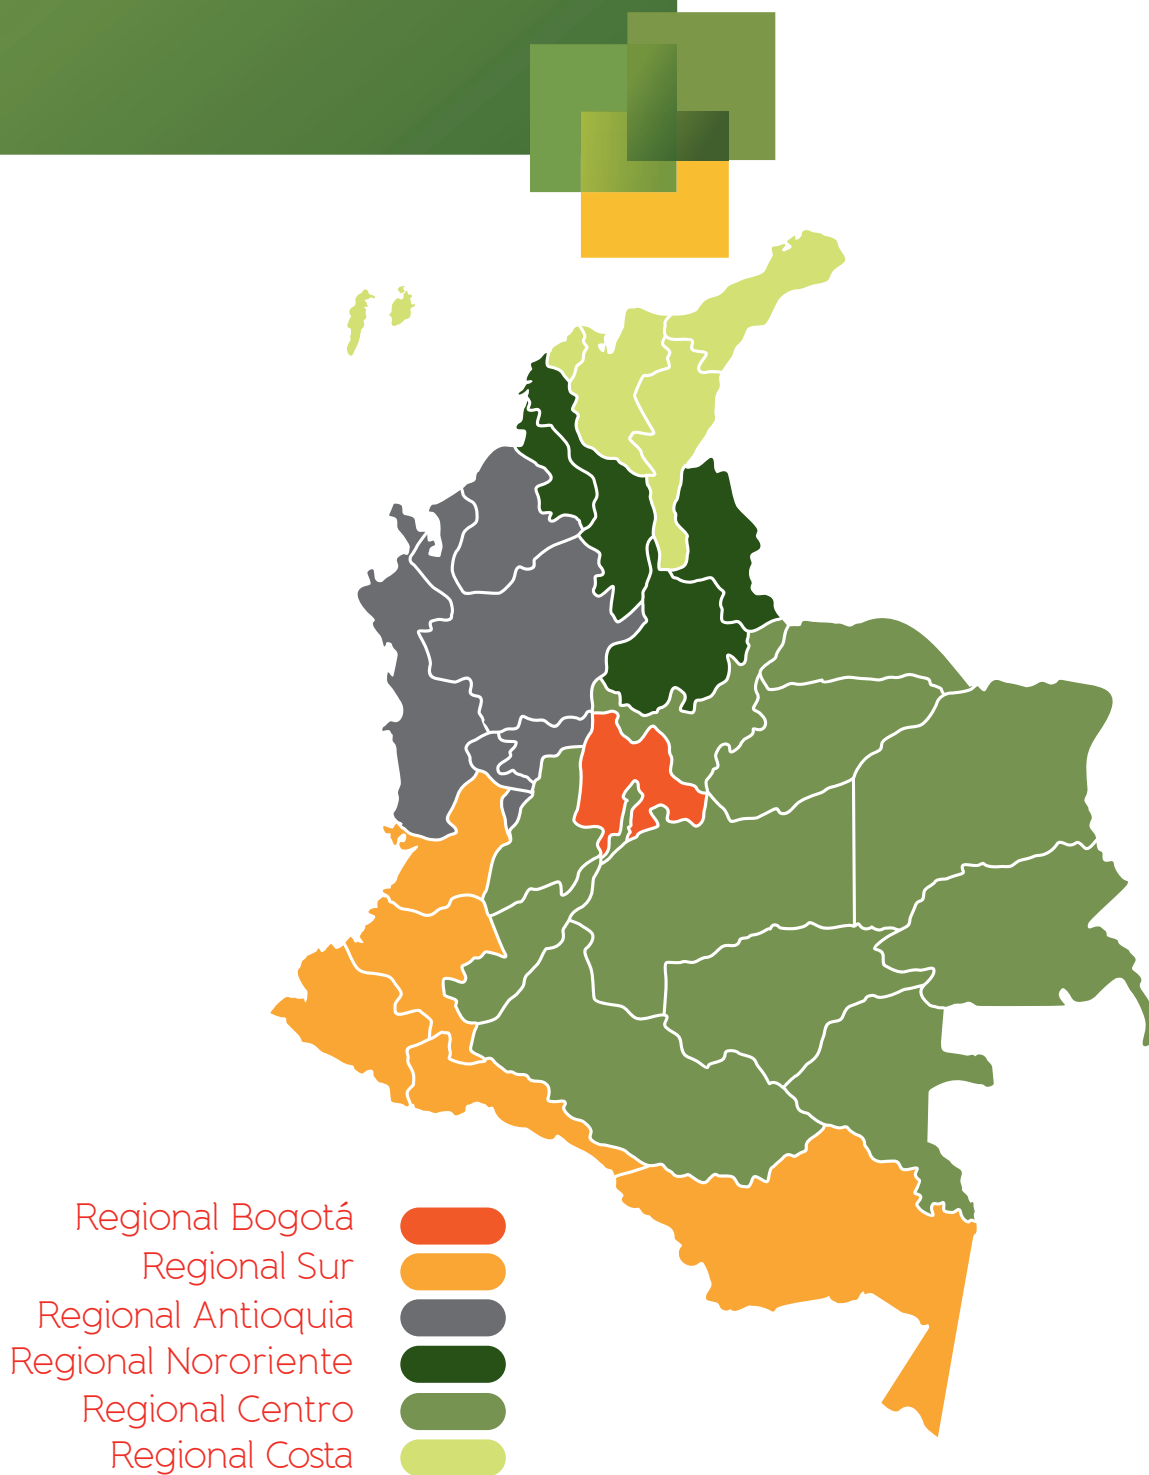 Regional Bogotá
Regional Sur
Regional Antioquia
Regional Nororiente
Regional Centro
Regional Costa